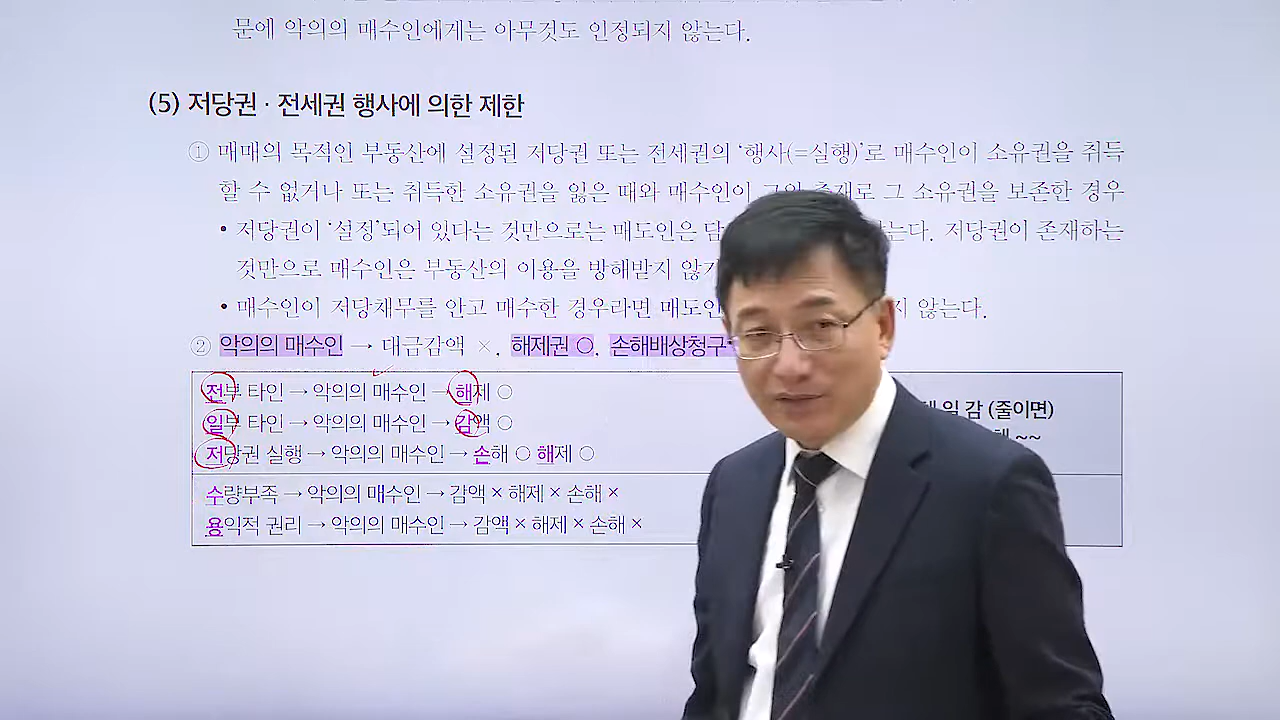 문에 악의의 매수인에게는 아무것도 인정되지 않는다.
(5) 저당권 · 전세권 행사에 의한 제한
① 매매의 목적인 부동산에 설정된 저당권 또는 전세권의 ‘행사(=실행)’로 매수인이 소유권을 취득
할 수 없거나 또는 취득한 소유권을 잃은 때와 매수인이 그 소유권을 보존한 경우
• 저당권이 ‘설정’되어 있다는 것만으로는 매도인은 저당권이 존재하는
것만으로 매수인은 부동산의 이용을 방해받지 않
• 매수인이 저당채무를 안고 매수한 경우라면 매도인 지 않는다.
② 악의의 매수인 → 대금감액 ×, 해제권 ○, 손해배상청구
전부 타인 → 악의의 매수인 → 해제 ○
일부 타인 → 악의의 매수인 → 감액 ○
저당권 실행 → 악의의 매수인 → 손해 ○ 해제 ○
일 감 (줄이면)
해 ~~
수량부족 → 악의의 매수인 → 감액 × 해제 × 손해 ×
용익적 권리 → 악의의 매수인 → 감액 × 해제 × 손해 ×